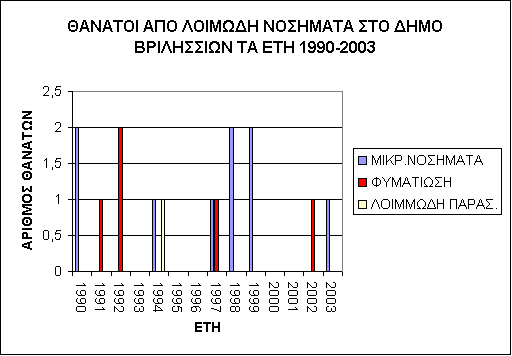 ΘΑΝΑΤΟΙ ΑΠΟ ΛΟΙΜΩΔΗ ΝΟΣΗΜΑΤΑ ΣΤΟ ΔΗΜΟ
ΒΡΙΛΗΣΣΙΩΝ ΤΑ ΕΤΗ 1990-2003
ΑΡΙΘΜΟΣ ΘΑΝΑΤΩΝ
2,5
2
1,5
1
0,5
0
1990
1991
1992
1993
1994
1995
1996
1997
1998
1999
2000
2001
2002
2003
ΕΤΗ
ΜΙΚΡ.ΝΟΣΗΜΑΤΑ
ΦΥΜΑΤΙΩΣΗ
ΛΟΙΜΜΩΔΗ ΠΑΡΑΣ.